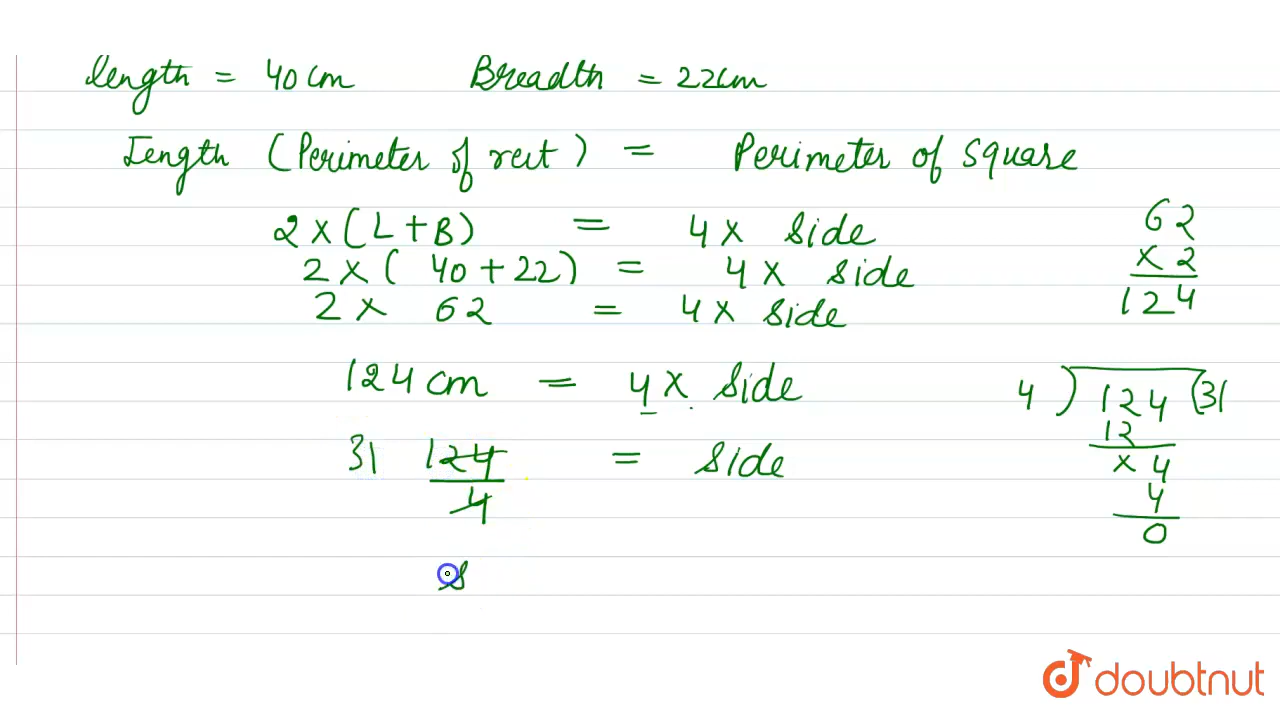 length = 40 cm Breadth = 22cm
Length (Perimeter of rect) = Perimeter of square
2 × (L+B) = 4× side
2 × ( 40 + 22) = 4 × side
2 × 62 = 4 × side
124 cm = 4 × side
31 124/4 = side
s
62
× 2
124
4 ) 124 (31
12
× 4
4
0
doubtnut